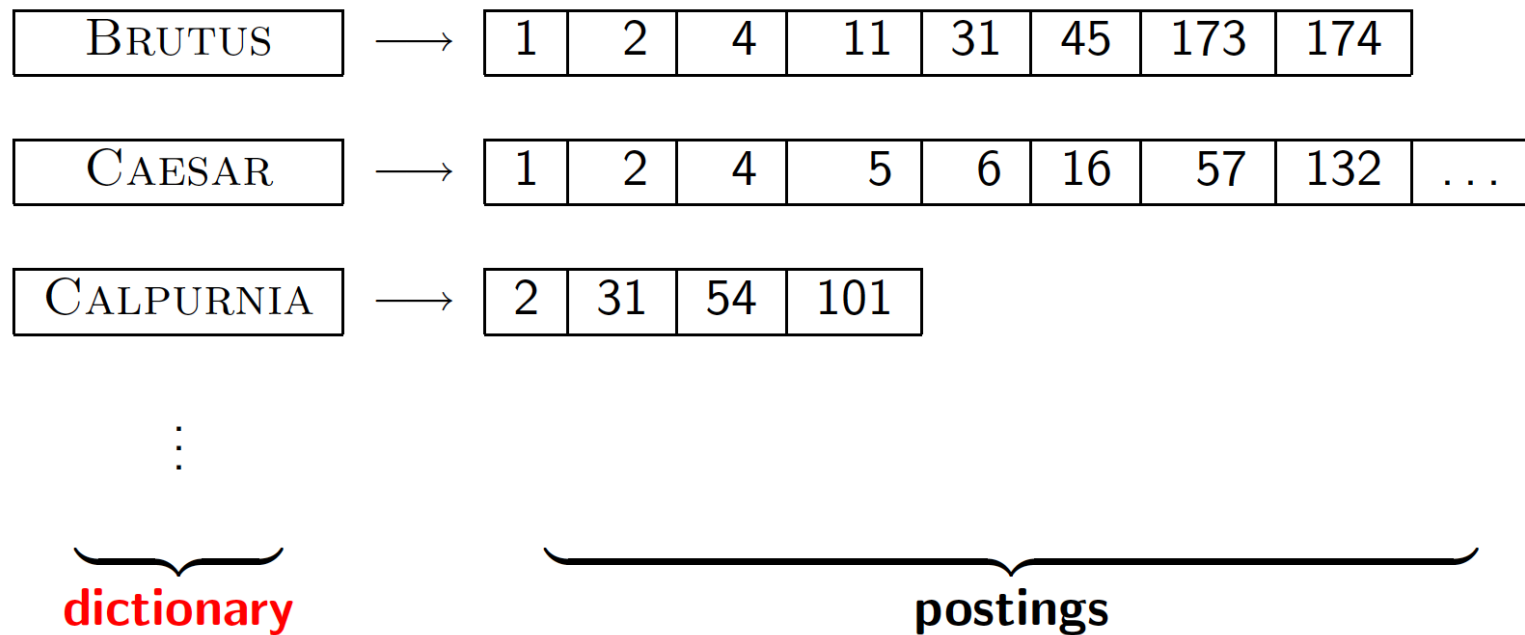 BRUTUS ⟶ 1 2 4 11 31 45 173 174
CAESAR ⟶ 1 2 4 5 6 16 57 132 . . .
CALPURNIA ⟶ 2 31 54 101
⋮
dictionary postings